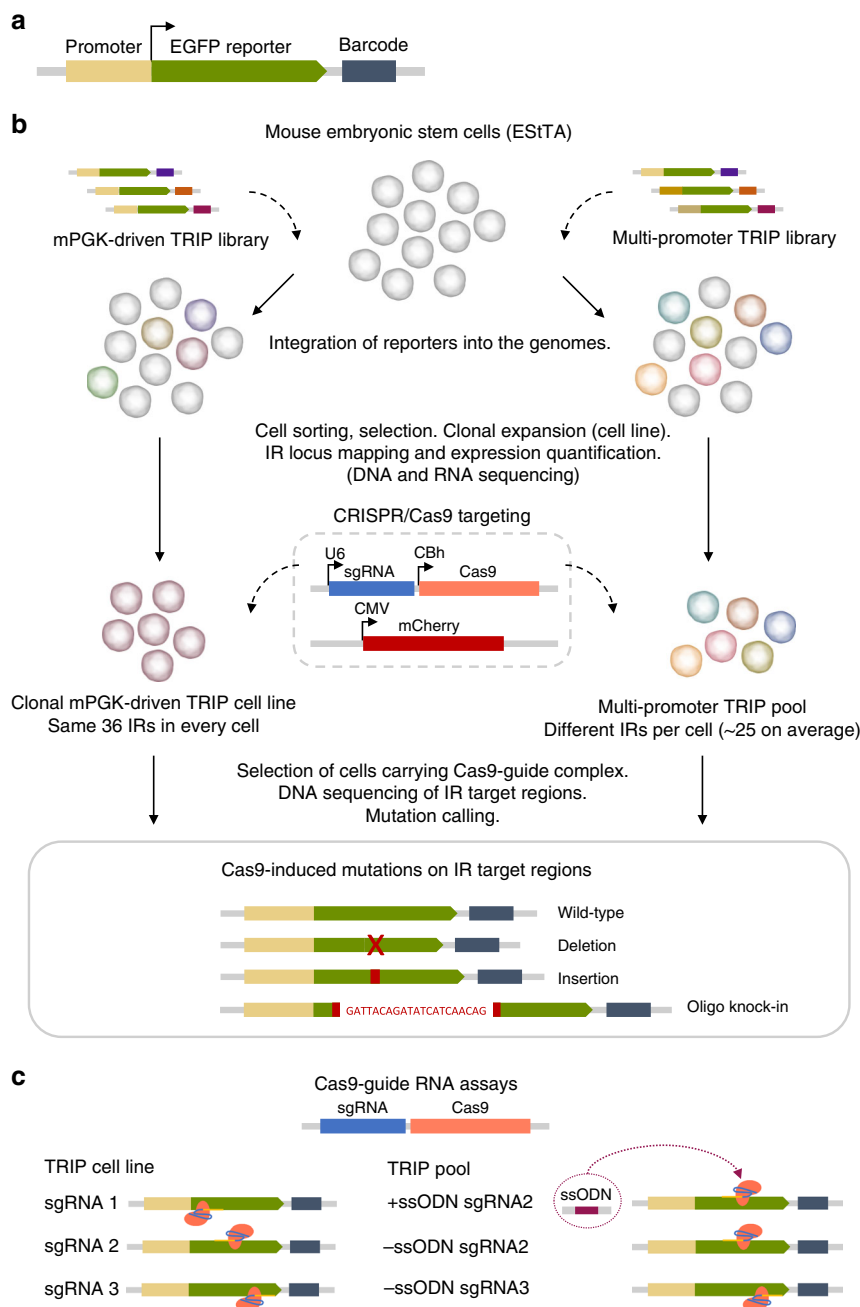 a
Promoter EGFP reporter Barcode
b
Mouse embryonic stem cells (EStTA)
mPGK-driven TRIP library
Multi-promoter TRIP library
Integration of reporters into the genomes.
Cell sorting, selection. Clonal expansion (cell line).
IR locus mapping and expression quantification.
(DNA and RNA sequencing)
CRISPR/Cas9 targeting
U6 sgRNA CBh Cas9
CMV mCherry
Clonal mPGK-driven TRIP cell line
Same 36 IRs in every cell
Multi-promoter TRIP pool
Different IRs per cell (~25 on average)
Selection of cells carrying Cas9-guide complex.
DNA sequencing of IR target regions.
Mutation calling.
Cas9-induced mutations on IR target regions
Wild-type
X Deletion
Insertion
GATTACAGATATCATCAACAG Oligo knock-in
c
Cas9-guide RNA assays
sgRNA Cas9
TRIP cell line
TRIP pool
sgRNA 1
+ssODN sgRNA2
ssODN
sgRNA 2
–ssODN sgRNA2
sgRNA 3
–ssODN sgRNA3